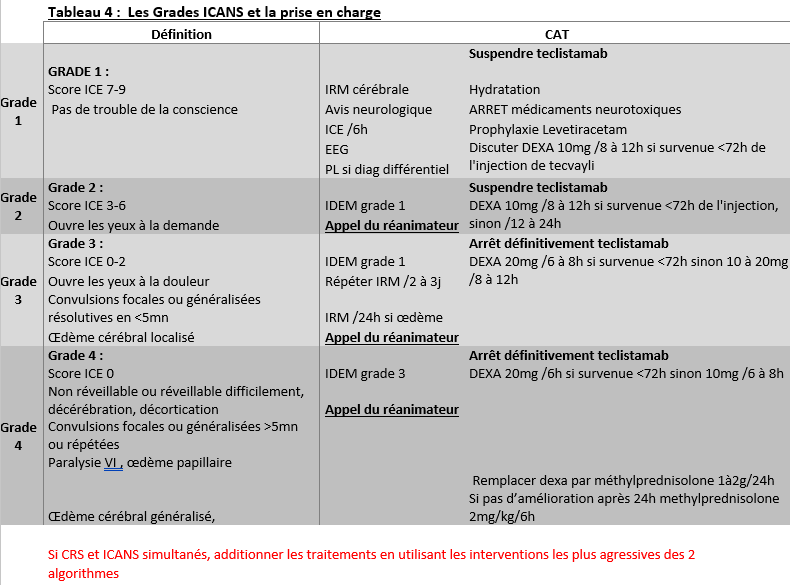 Tableau 4 : Les Grades ICANS et la prise en charge
Définition
CAT
Grade
1
GRADE 1 :
Score ICE 7-9
Pas de trouble de la conscience
IRM cérébrale
Avis neurologique
ICE /6h
EEG
PL si diag différentiel
Suspendre teclistamab
Hydratation
ARRET médicaments neurotoxiques
Prophylaxie Levetiracetam
Discuter DEXA 10mg /8 à 12h si survenue <72h de
l'injection de tecvayli
Grade
2
Grade 2 :
Score ICE 3-6
Ouvre les yeux à la demande
IDEM grade 1
Appel du réanimateur
Suspendre teclistamab
DEXA 10mg /8 à 12h si survenue <72h de l'injection,
sinon /12 à 24h
Grade
3
Grade 3 :
Score ICE 0-2
Ouvre les yeux à la douleur
Convulsions focales ou généralisées
résolutives en <5mn
Œdème cérébral localisé
IDEM grade 1
Répéter IRM /2 à 3j
IRM /24h si œdème
Appel du réanimateur
Arrêt définitivement teclistamab
DEXA 20mg /6 à 8h si survenue <72h sinon 10 à 20mg
/8 à 12h
Grade
4
Grade 4 :
Score ICE 0
Non réveillable ou réveillable difficilement,
décérébration, décortication
Convulsions focales ou généralisées >5mn
ou répétées
Paralysie VI , œdème papillaire
Œdème cérébral généralisé,
IDEM grade 3
Appel du réanimateur
Arrêt définitivement teclistamab
DEXA 20mg /6h si survenue <72h sinon 10mg /6 à 8h
Remplacer dexa par méthylprednisolone 1à2g/24h
Si pas d’amélioration après 24h methylprednisolone
2mg/kg/6h
Si CRS et ICANS simultanés, additionner les traitements en utilisant les interventions les plus agressives des 2
algorithmes